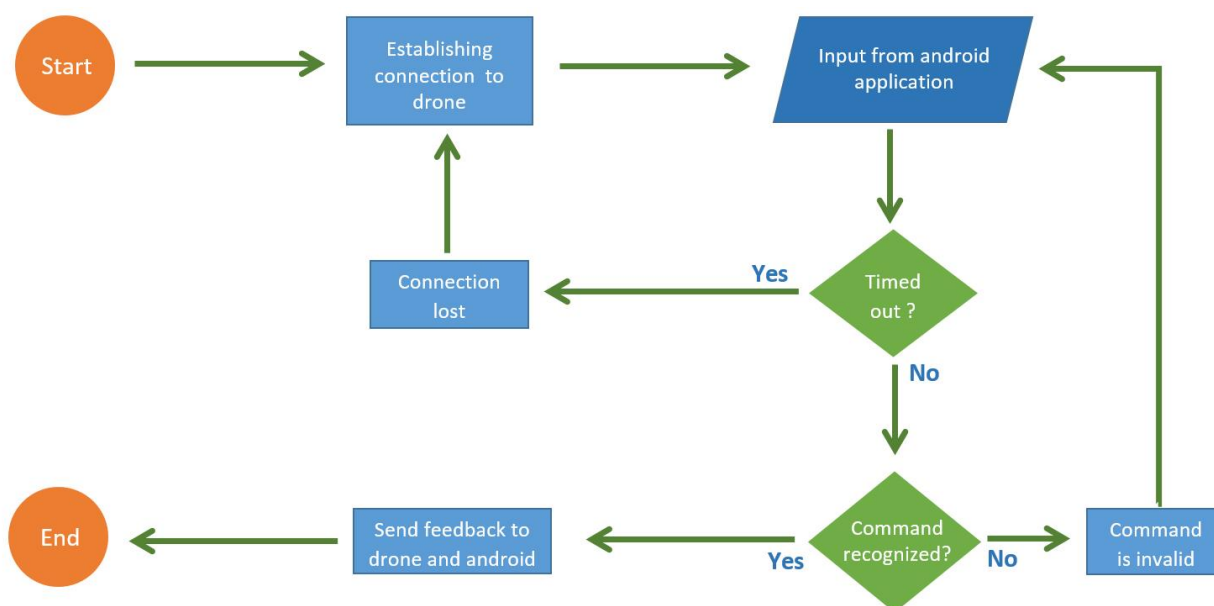 Start
Establishing
connection to
drone
Input from android
application
Connection
lost
Yes
Timed
out ?
No
End
Send feedback to
drone and android
Yes
Command
recognized?
No
Command
is invalid